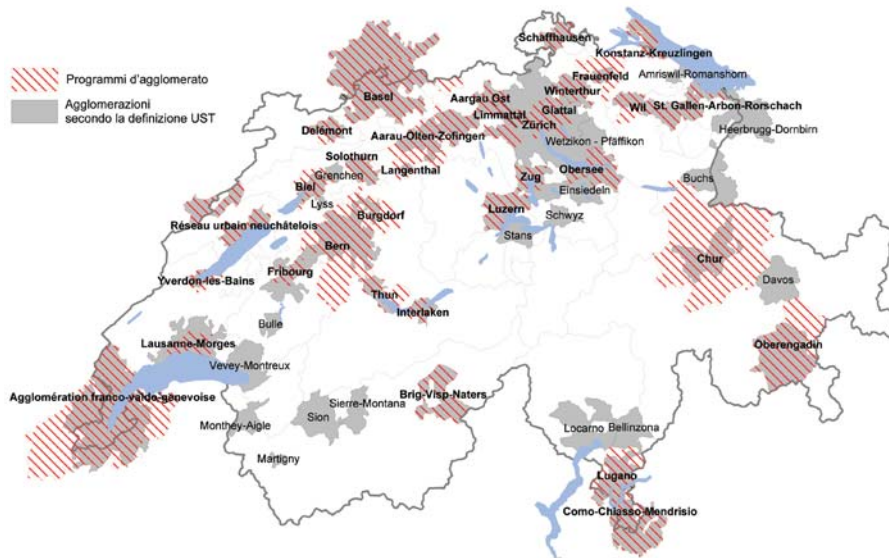 Programmi d'agglomerato
Agglomerazioni
secondo la definizione UST
Schaffhausen
Konstanz-Kreuzlingen
Frauenfeld
Amriswil-Romanshorn
Basel
Aargau Ost
Winterthur
Limmattal
Glattal
Wil
St. Gallen-Arbon-Rorschach
Delémont
Aarau-Olten-Zofingen
Zürich
Heerbrugg-Dornbirn
Wetzikon - Pfäffikon
Solothurn
Grenchen
Langenthal
Zug
Obersee
Biel
Einsiedeln
Buchs
Lyss
Luzern
Schwyz
Burgdorf
Réseau urbain neuchâtelois
Bern
Stans
Chur
Fribourg
Yverdon-les-Bains
Davos
Thun
Interlaken
Bulle
Lausanne-Morges
Oberengadin
Vevey-Montreux
Agglomération franco-valdo-genevoise
Brig-Visp-Naters
Sierre-Montana
Sion
Monthey-Aigle
Locarno
Bellinzona
Martigny
Lugano
Como-Chiasso-Mendrisio